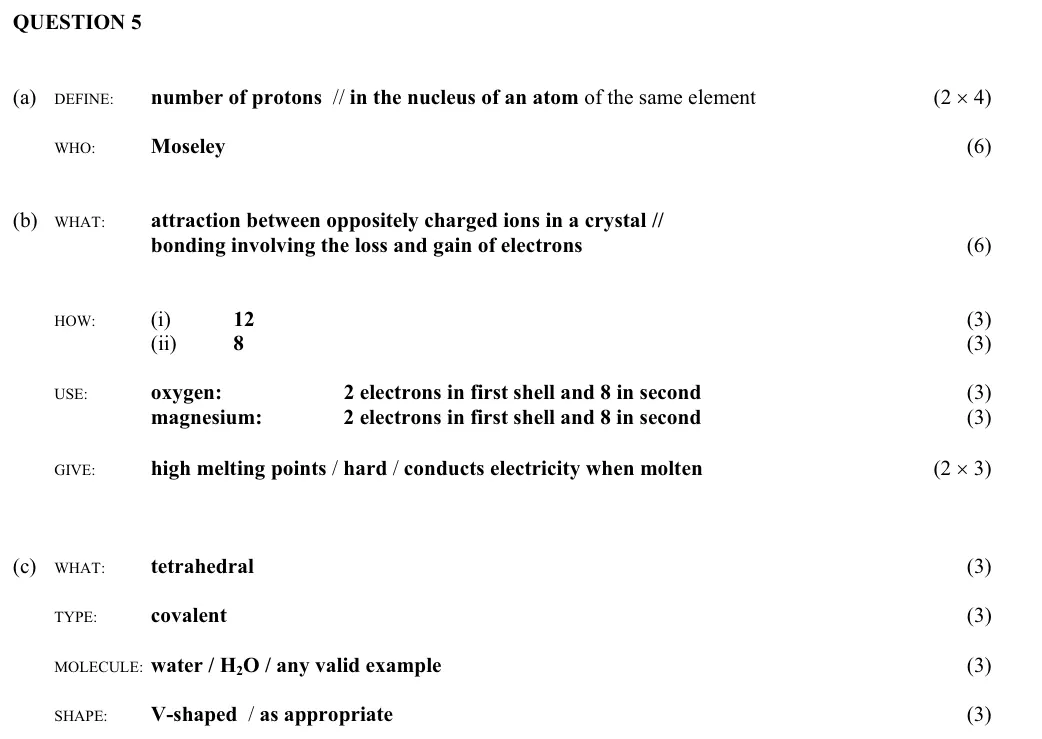 QUESTION 5
(a) DEFINE: number of protons // in the nucleus of an atom of the same element (2 × 4)
WHO: Moseley (6)
(b) WHAT: attraction between oppositely charged ions in a crystal //
bonding involving the loss and gain of electrons (6)
HOW: (i) 12 (3)
(ii) 8 (3)
USE: oxygen: 2 electrons in first shell and 8 in second (3)
magnesium: 2 electrons in first shell and 8 in second (3)
GIVE: high melting points / hard / conducts electricity when molten (2 × 3)
(c) WHAT: tetrahedral (3)
TYPE: covalent (3)
MOLECULE: water / H₂O / any valid example (3)
SHAPE: V-shaped / as appropriate (3)